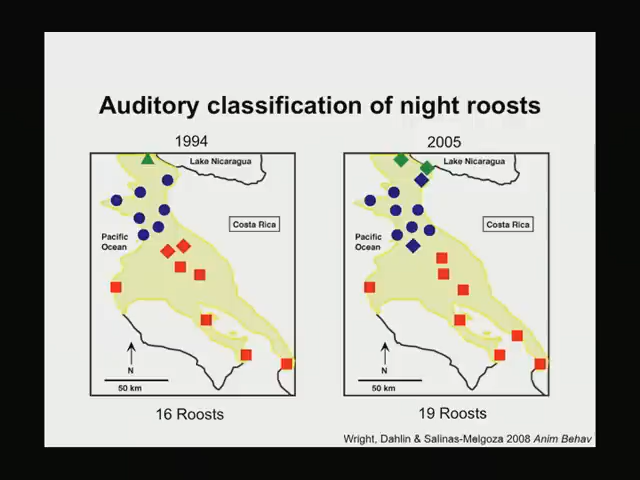 Auditory classification of night roosts
1994
2005
Lake Nicaragua
Costa Rica
Pacific
Ocean
N
50 km
Lake Nicaragua
Costa Rica
Pacific
Ocean
N
50 km
16 Roosts
19 Roosts
Wright, Dahlin & Salinas-Melgoza 2008 Anim Behav